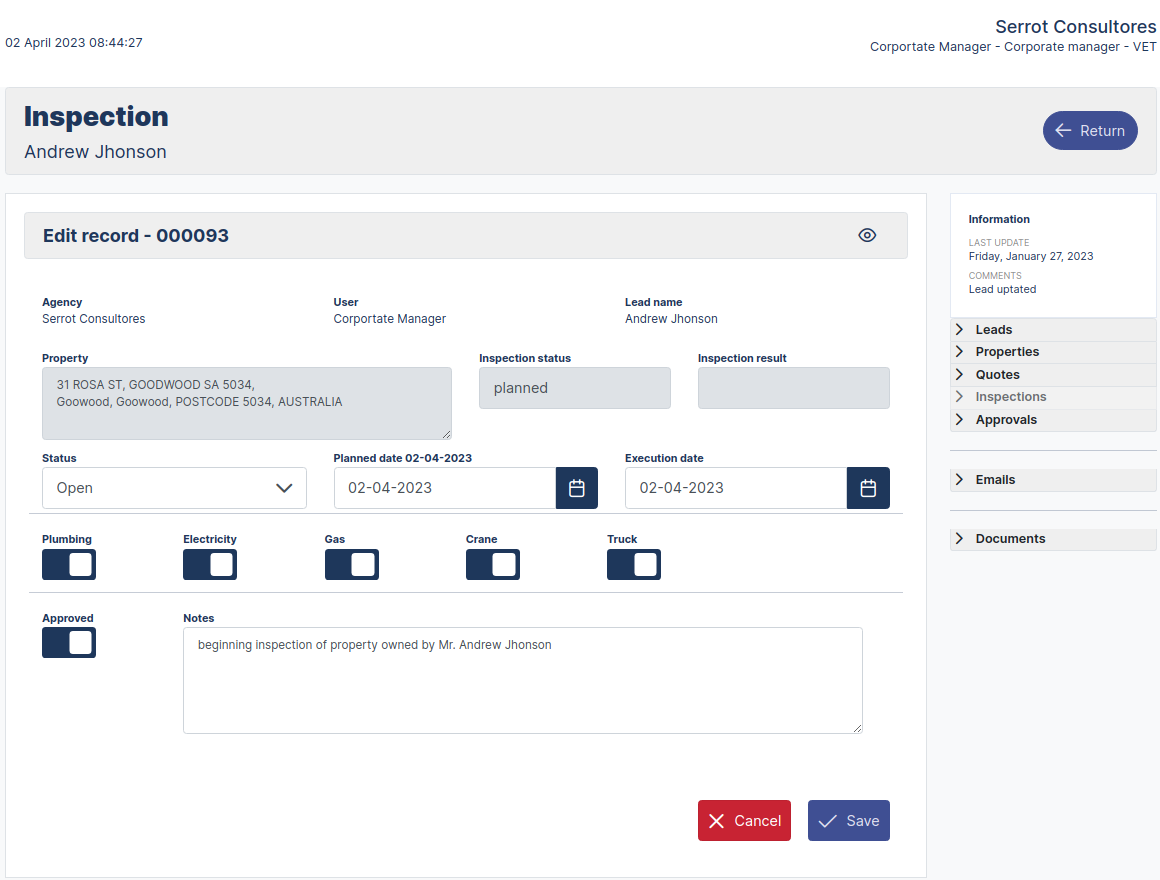 Serrot Consultores
02 April 2023 08:44:27
Corportate Manager - Corporate manager - VET
Inspection
Andrew Jhonson
Return
Edit record - 000093
Agency
User
Lead name
Serrot Consultores
Corportate Manager
Andrew Jhonson
Property
Inspection status
Inspection result
31 ROSA ST, GOODWOOD SA 5034,
Goowood, Goowood, POSTCODE 5034, AUSTRALIA
planned
Status
Planned date 02-04-2023
Execution date
Open
02-04-2023
02-04-2023
Plumbing
Electricity
Gas
Crane
Truck
Approved
Notes
beginning inspection of property owned by Mr. Andrew Jhonson
Cancel
Save
Information
LAST UPDATE
Friday, January 27, 2023
COMMENTS
Lead uptated
Leads
Properties
Quotes
Inspections
Approvals
Emails
Documents